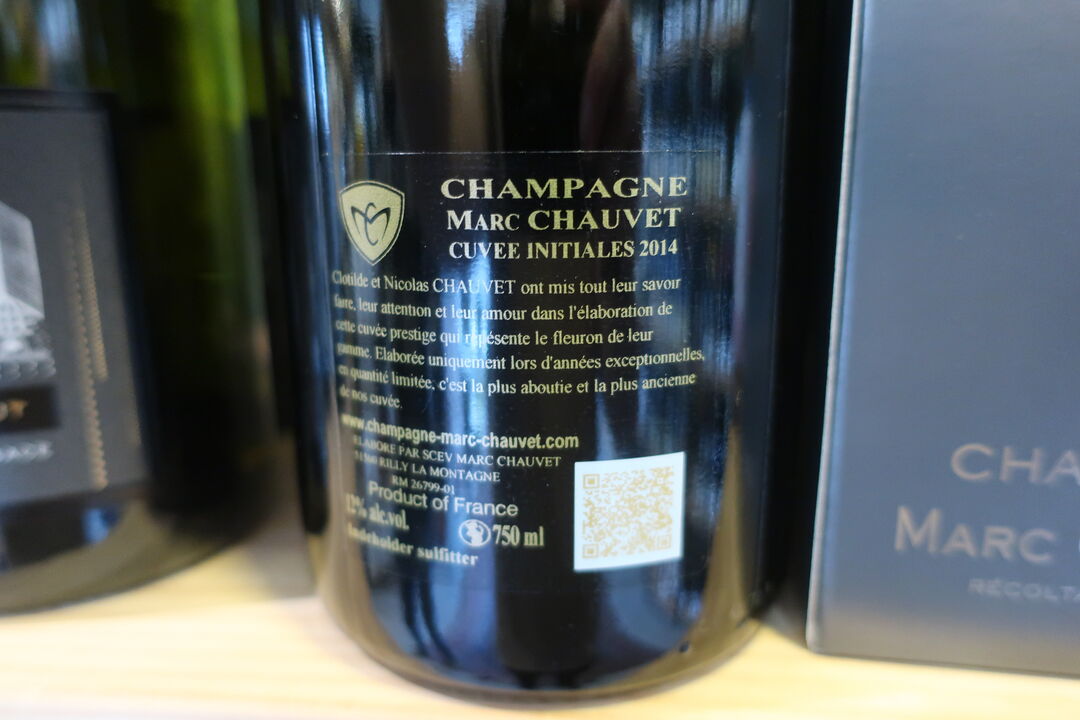 CHAMPAGNE
MARC CHAUVET
CUVEE INITIALES 2014
Clotilde et Nicolas CHAUVET ont mis tout leur savoir
faire, leur attention et leur amour dans l'élaboration de
cette cuvée prestige qui représente le fleuron de leur
gamme. Elaborée uniquement lors d'années exceptionnelles,
en quantité limitée, c'est la plus aboutie et la plus ancienne
de nos cuvée.
www.champagne-marc-chauvet.com
ELABORE PAR SCEV MARC CHAUVET
51500 RILLY LA MONTAGNE
RM 26799-01
Product of France
12% alc.vol.
750 ml
Indeholder sulfitter
CHA
MARC
RÉCOLTA